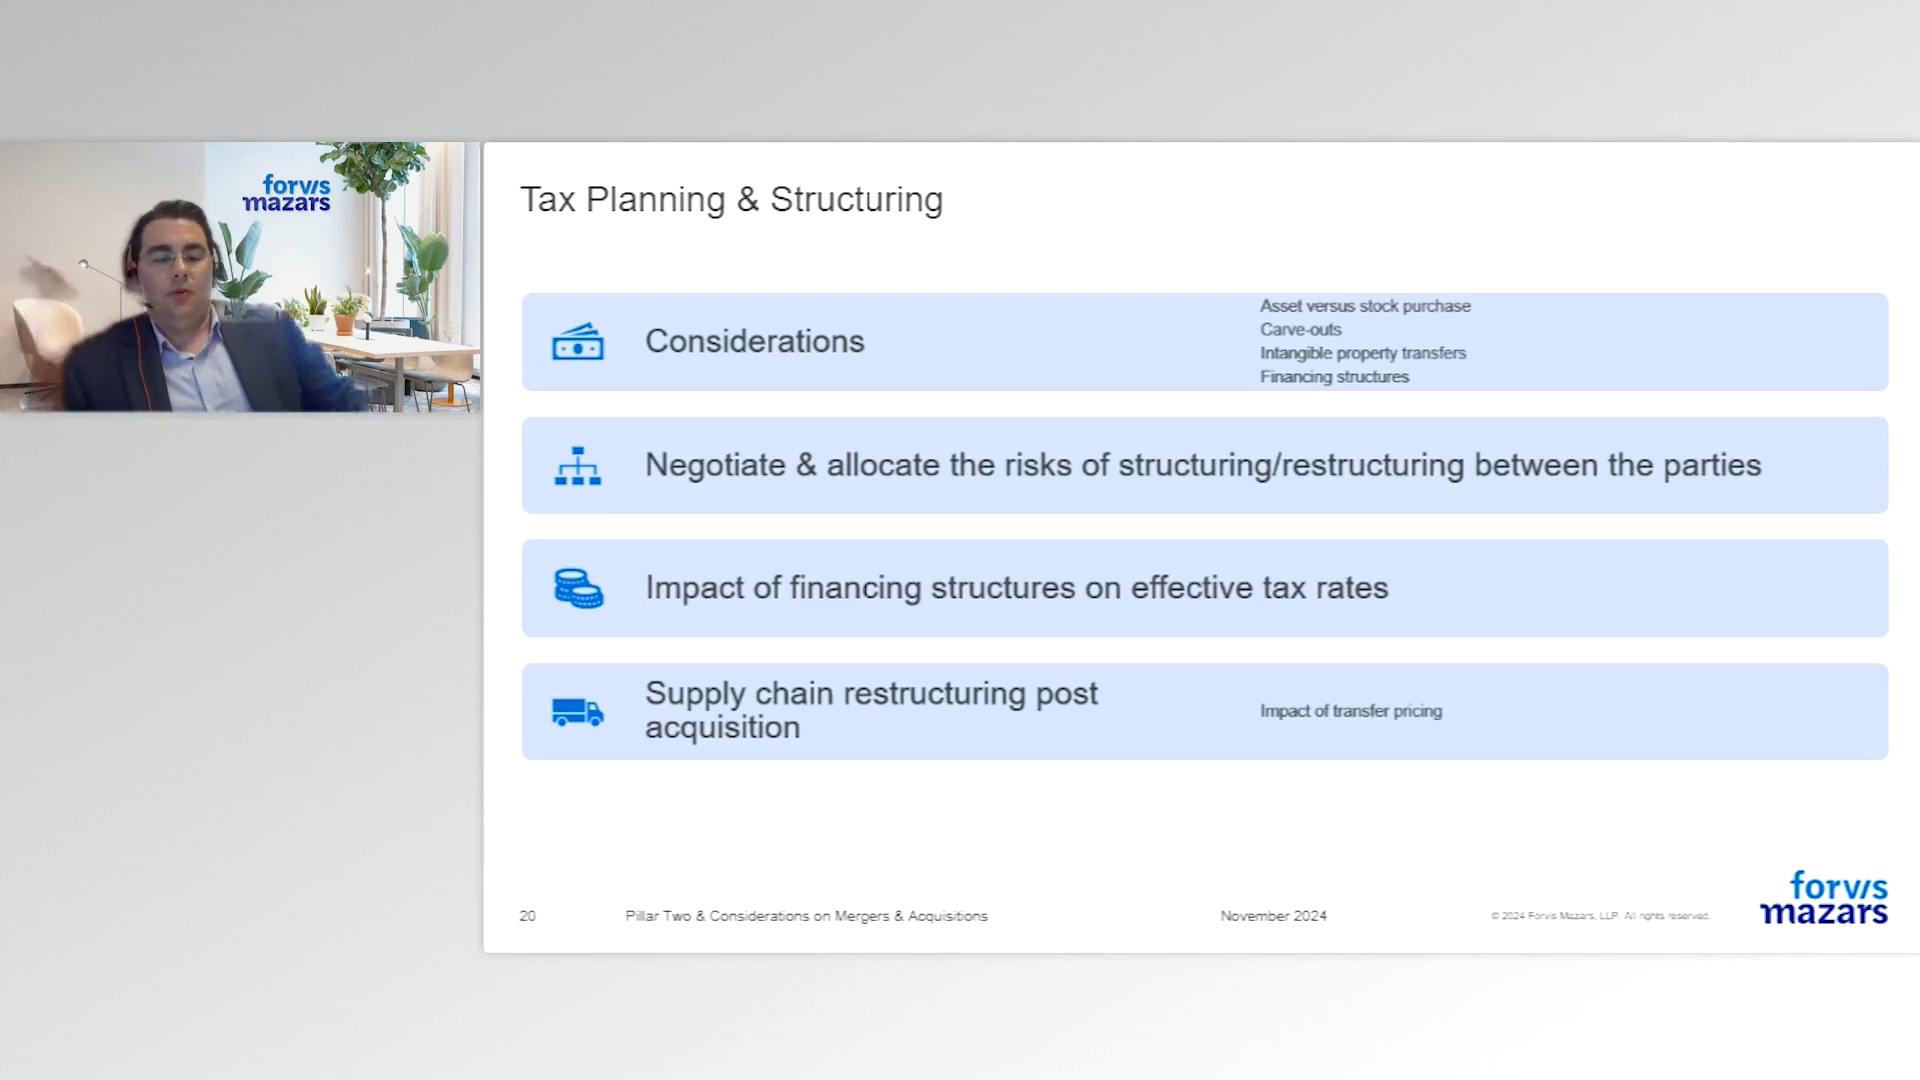 forvis
mazars
Tax Planning & Structuring
Considerations
Asset versus stock purchase
Carve-outs
Intangible property transfers
Financing structures
Negotiate & allocate the risks of structuring/restructuring between the parties
Impact of financing structures on effective tax rates
Supply chain restructuring post
acquisition
Impact of transfer pricing
20
Pillar Two & Considerations on Mergers & Acquisitions
November 2024
© 2024 Forvis Mazars, LLP. All rights reserved.
forvis
mazars